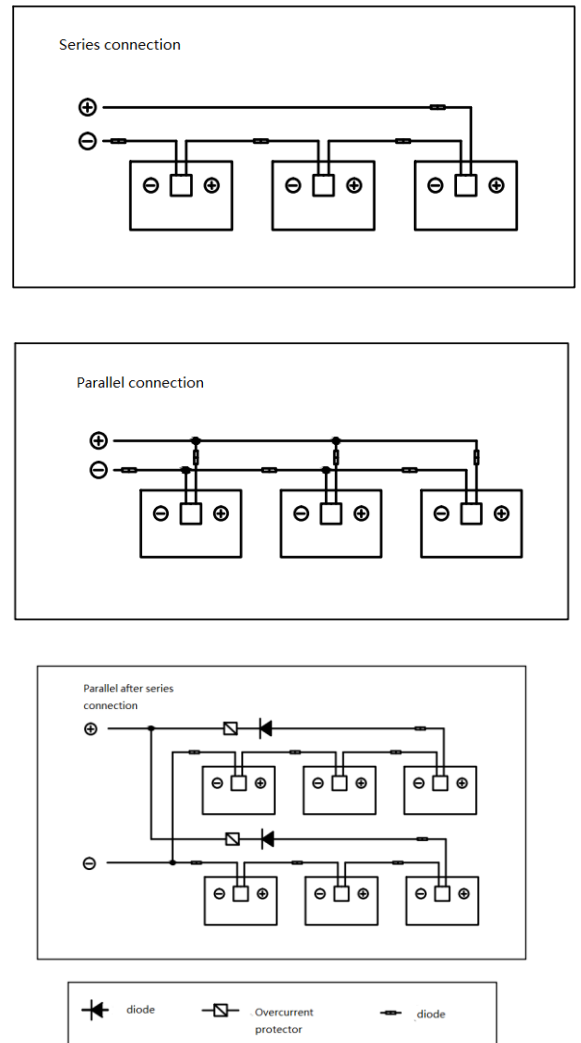 Series connection
Parallel connection
Parallel after series
connection
diode
Overcurrent
protector
diode